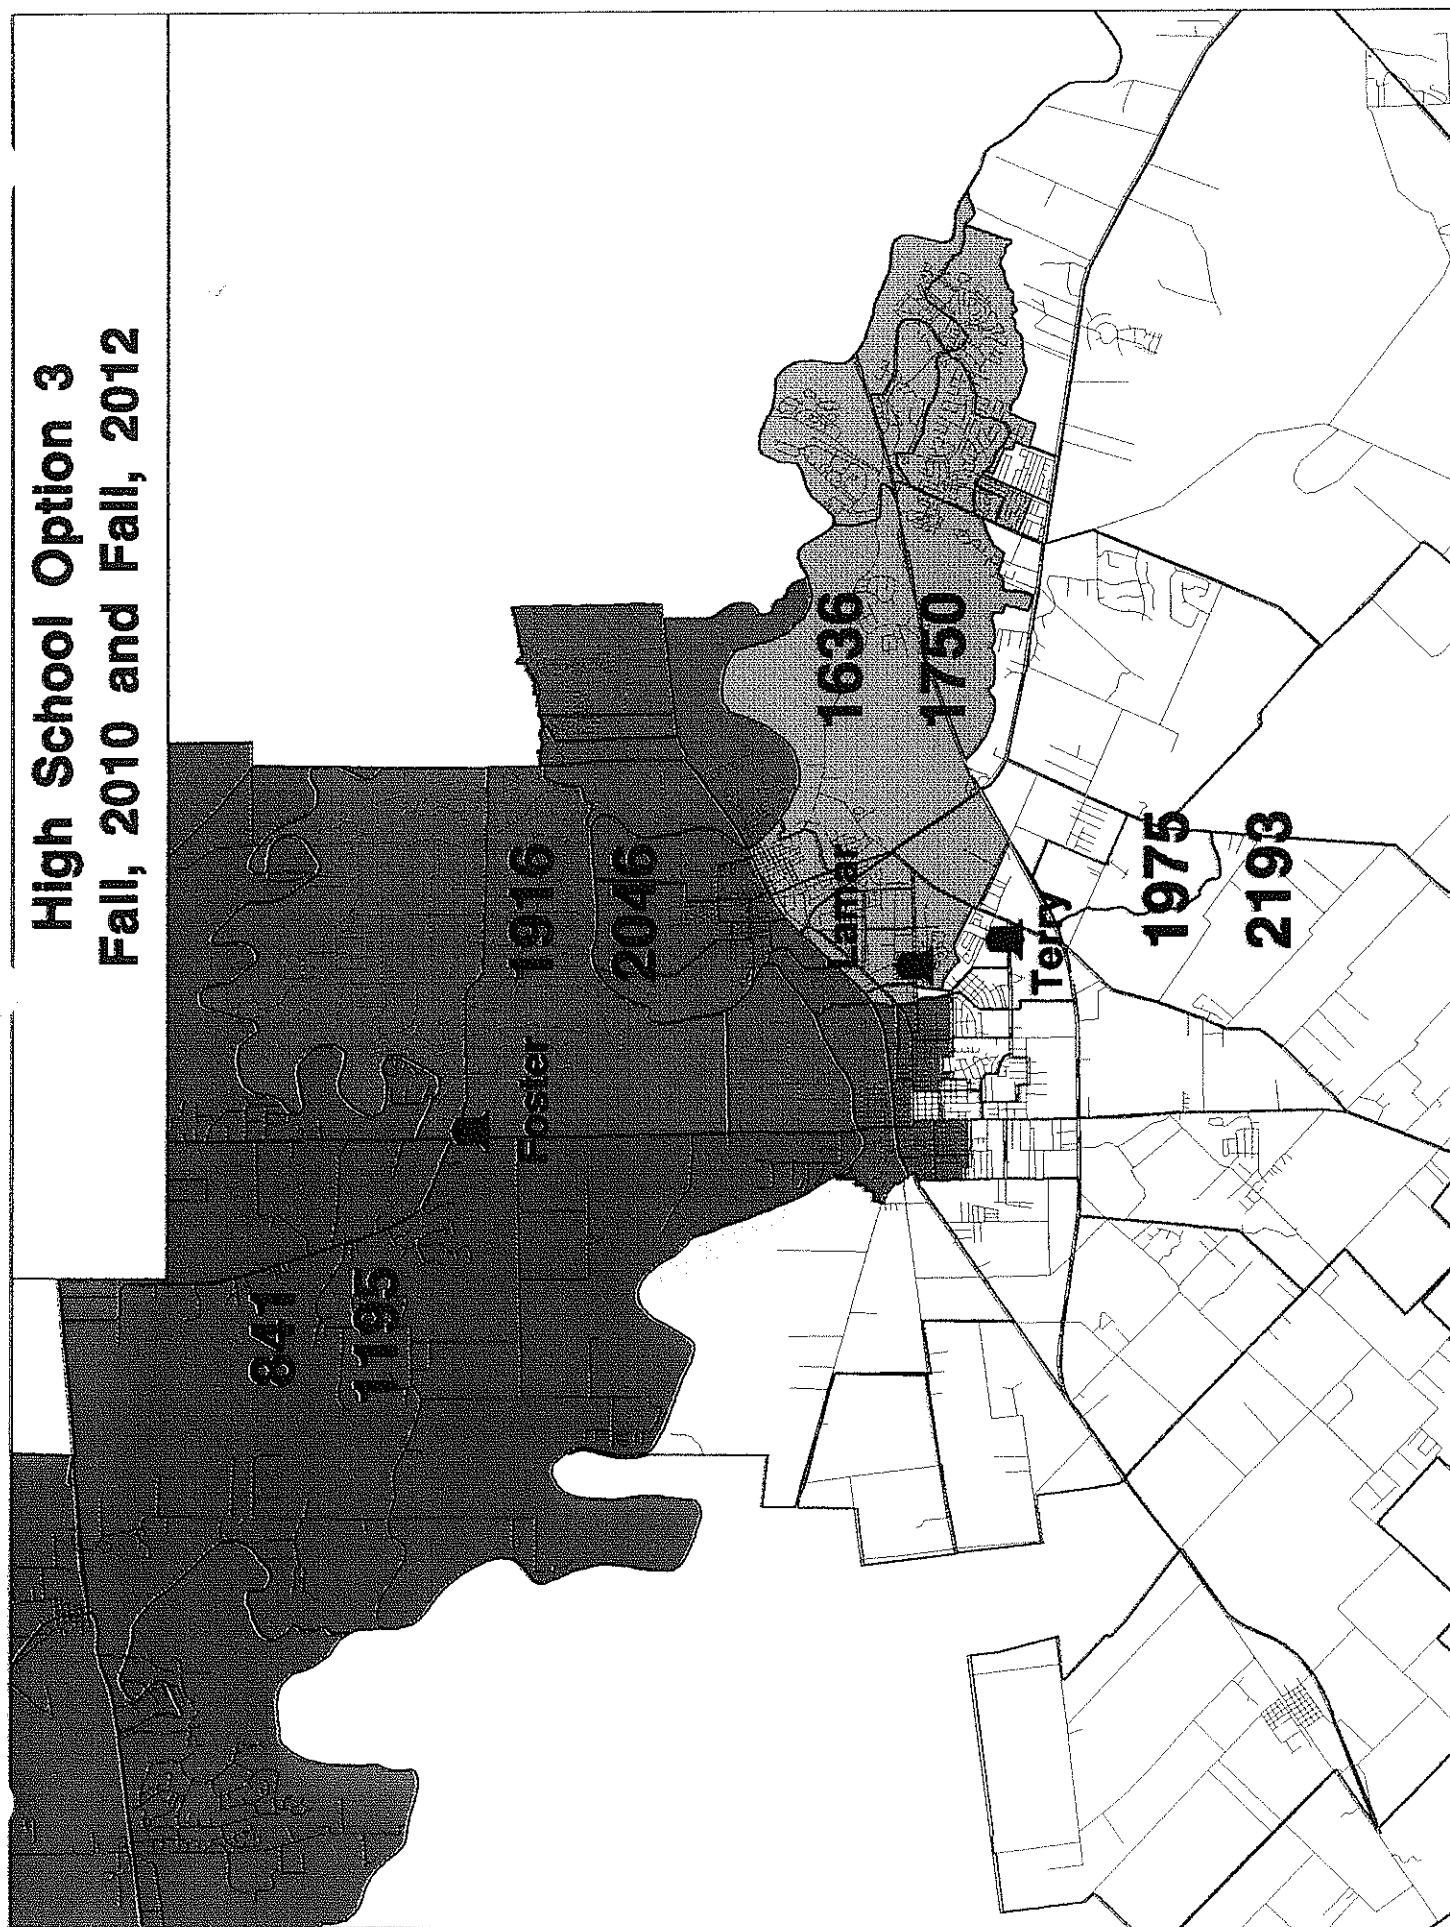 High School Option 3
Fall, 2010 and Fall, 2012
841
1195
Foster
1916
2046
Lamar
1636
1750
Terry
1975
2193